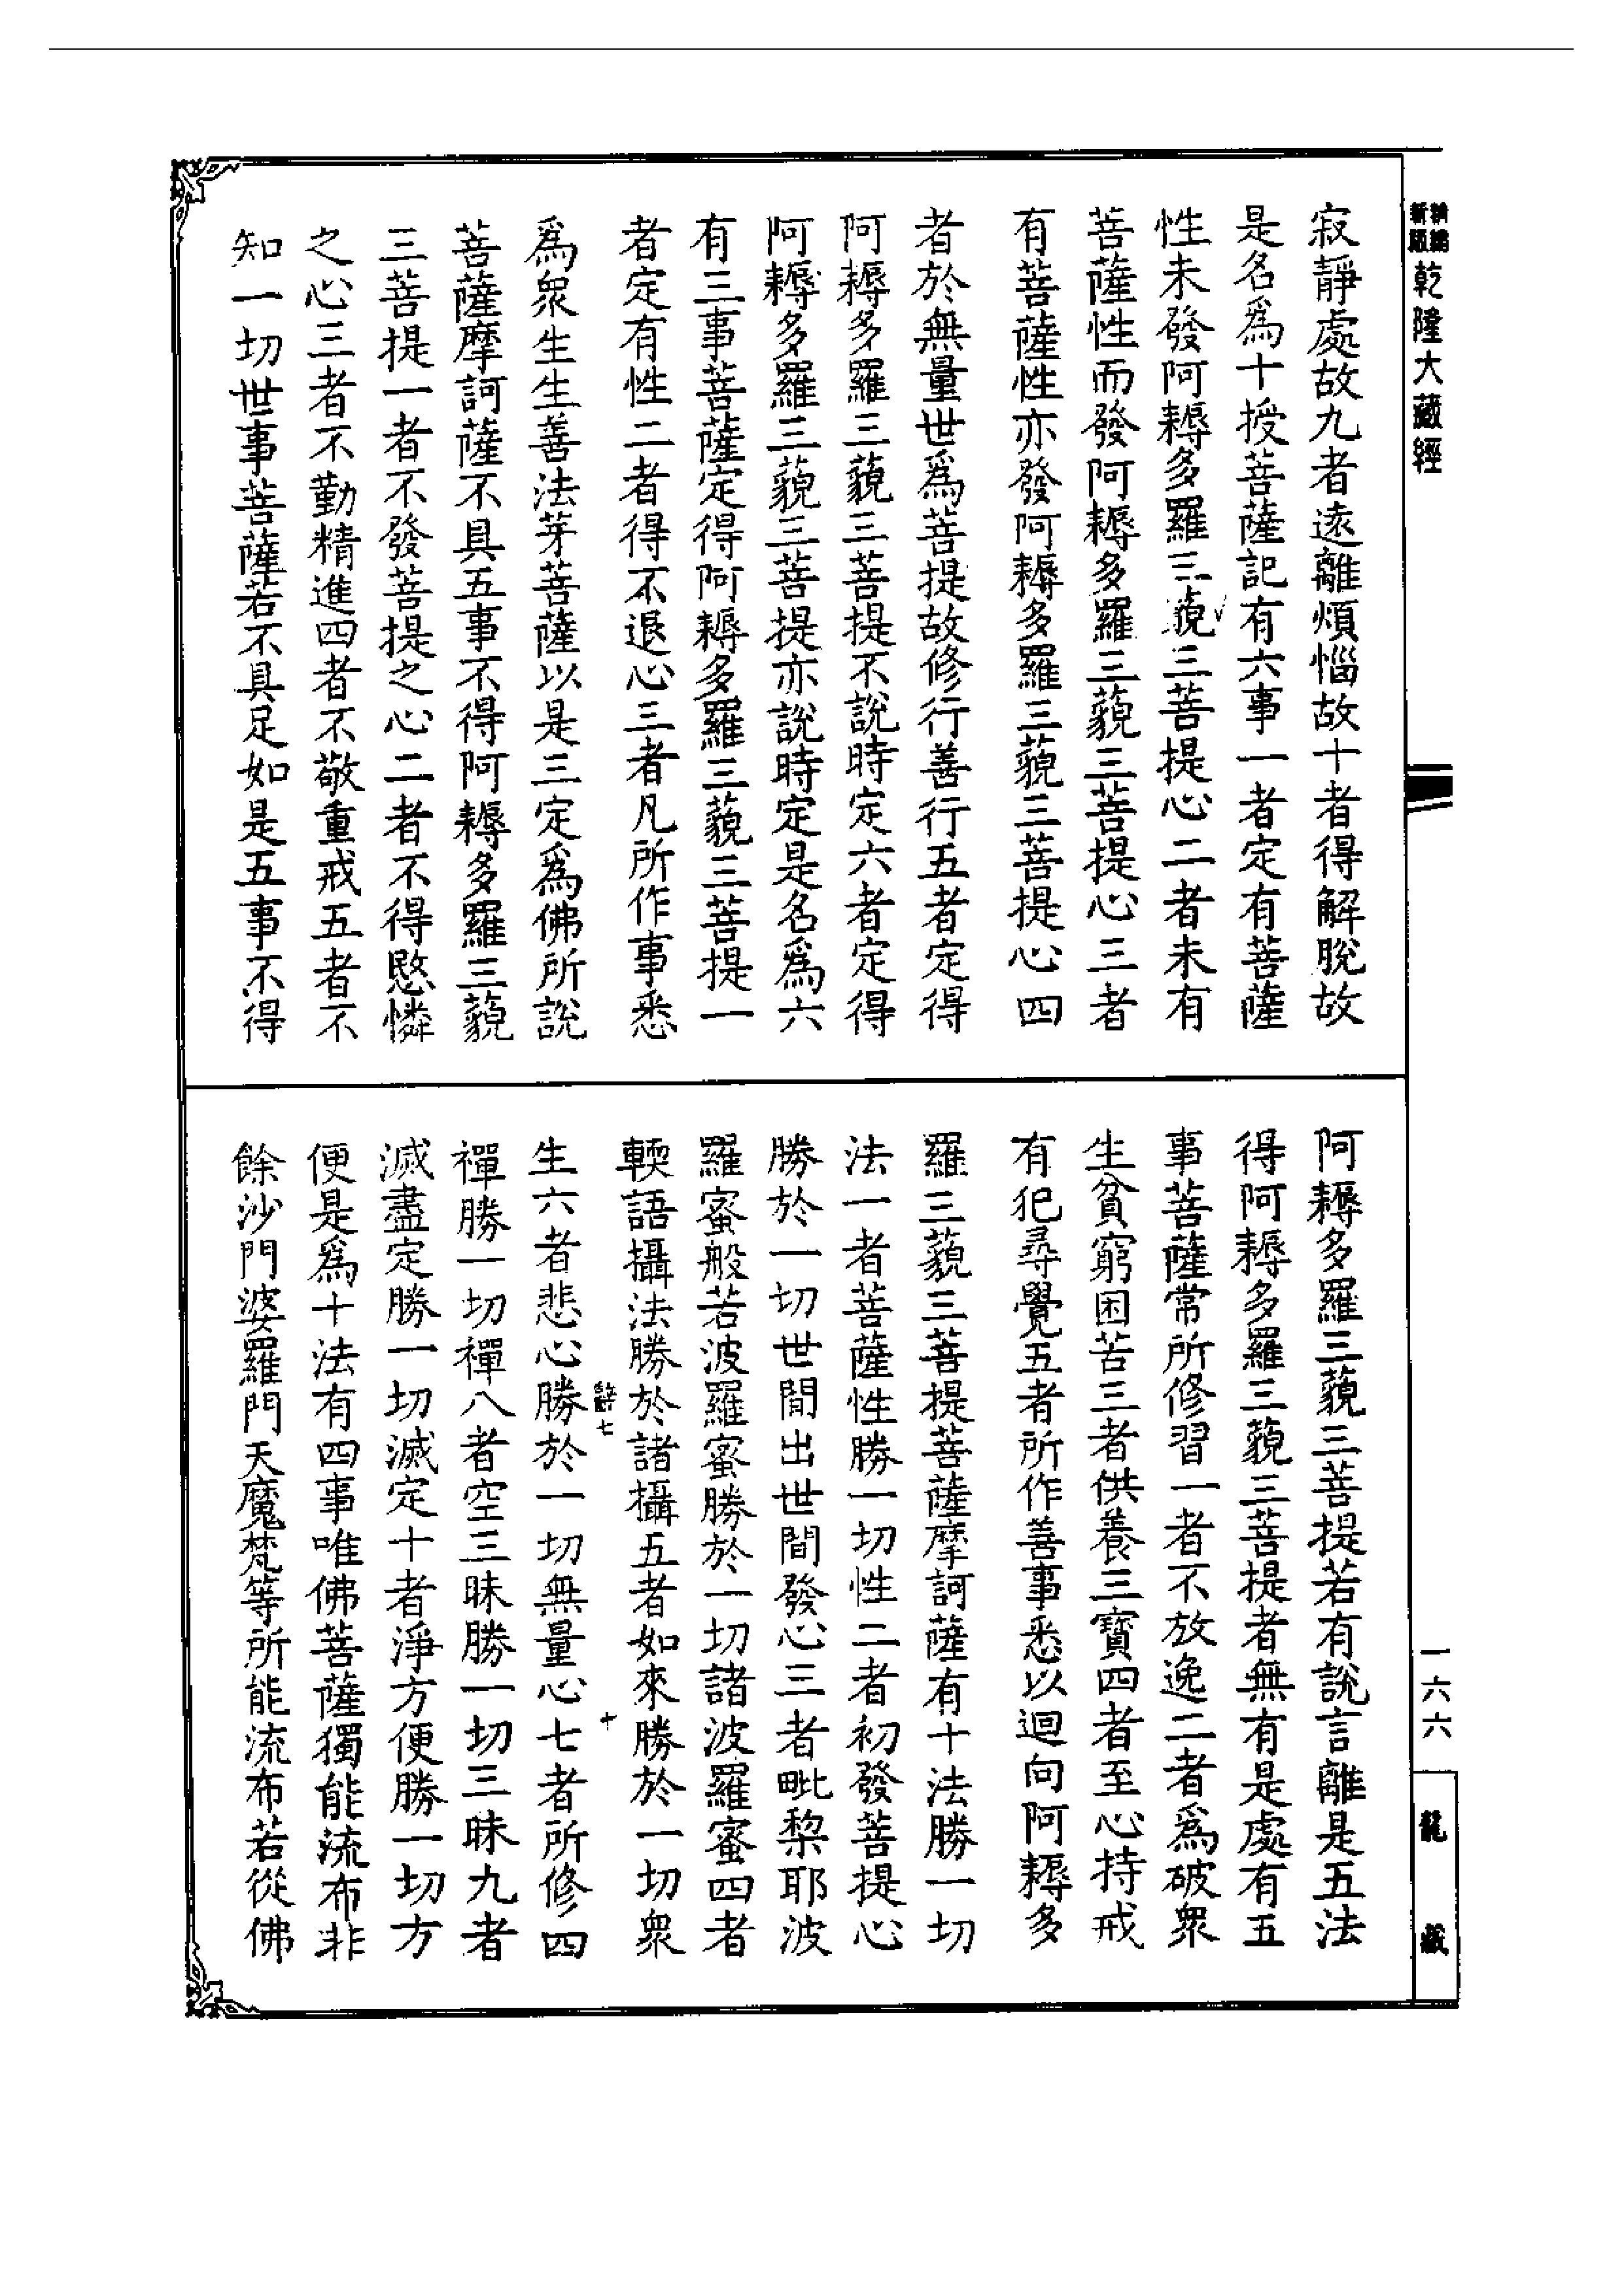 精編
新版
乾隆大藏經
寂靜處故九者遠離煩惱故十者得解脫故
是名爲十授菩薩記有六事一者定有菩薩
性未發阿耨多羅三藐三菩提心二者未有
菩薩性而發阿耨多羅三藐三菩提心三者
有菩薩性亦發阿耨多羅三藐三菩提心四
者於無量世爲菩提故修行善行五者定得
阿耨多羅三藐三菩提不說時定六者定得
阿耨多羅三藐三菩提亦說時定是名爲六
有三事菩薩定得阿耨多羅三藐三菩提一
者定有性二者得不退心三者凡所作事悉
爲衆生生善法芽菩薩以是三定爲佛所說
菩薩摩訶薩不具五事不得阿耨多羅三藐
三菩提一者不發菩提之心二者不得愍憐
之心三者不勤精進四者不敬重戒五者不
知一切世事菩薩若不具足如是五事不得
阿耨多羅三藐三菩提若有說言離是五法
得阿耨多羅三藐三菩提者無有是處有五
事菩薩常所修習一者不放逸二者爲破衆
生貧窮困苦三者供養三寶四者至心持戒
有犯尋覺五者所作善事悉以迴向阿耨多
羅三藐三菩提菩薩摩訶薩有十法勝一切
法一者菩薩性勝一切性二者初發菩提心
勝於一切世間出世間發心三者毗黎耶波
羅蜜般若波羅蜜勝於一切諸波羅蜜四者
輭語攝法勝於諸攝五者如來勝於一切衆
生六者悲心勝於一切無量心七者所修四
禪勝一切禪八者空三昧勝一切三昧九者
滅盡定勝一切滅定十者淨方便勝一切方
便是爲十法有四事唯佛菩薩獨能流布非
餘沙門婆羅門天魔梵等所能流布若從佛
七
十
一六六
龍藏